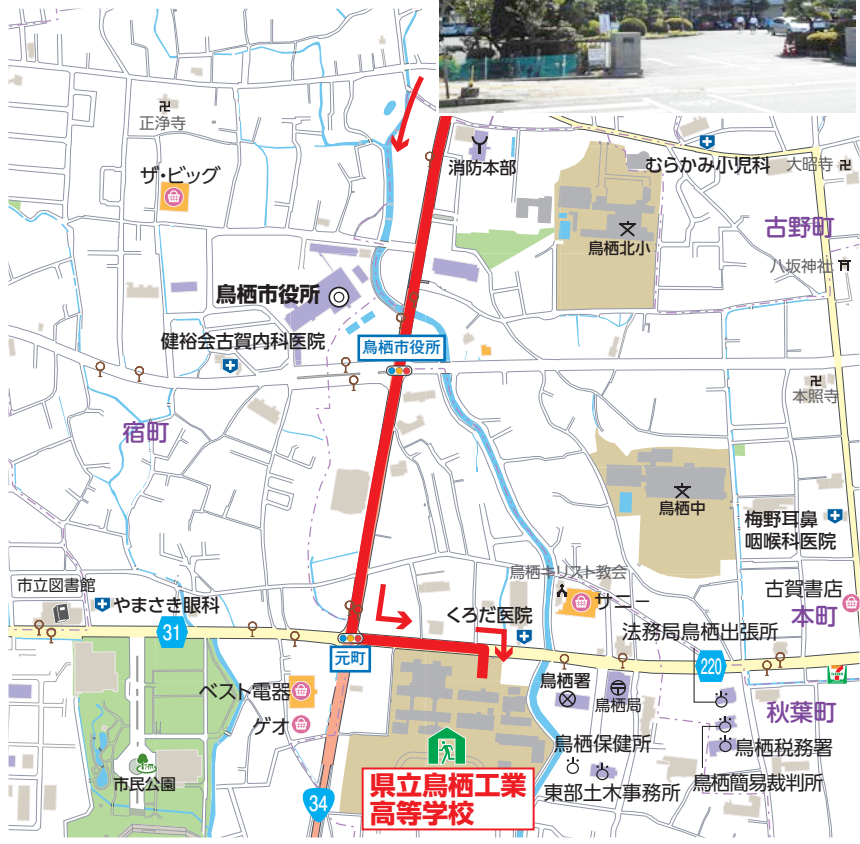 正浄寺
ザ・ビッグ
消防本部
むらかみ小児科
大昭寺
古野町
鳥栖北小
八坂神社
鳥栖市役所
健裕会古賀内科医院
鳥栖市役所
本照寺
宿町
鳥栖中
梅野耳鼻
咽喉科医院
鳥栖キリスト教会
市立図書館
やまさき眼科
くろだ医院
サニー
古賀書店
本町
31
法務局鳥栖出張所
元町
220
ベスト電器
鳥栖署
鳥栖局
秋葉町
ゲオ
鳥栖保健所
鳥栖税務署
市民公園
東部土木事務所
鳥栖簡易裁判所
県立鳥栖工業
高等学校
34